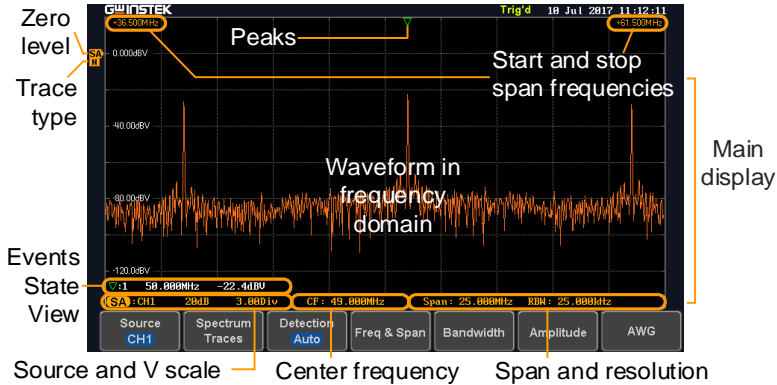 GWINSTEK
Trig'd 10 Jul 2017 11:12:11
Zero level
+36.500MHz
Peaks
+61.500MHz
SA
N
0.000dBV
Start and stop
span frequencies
Trace type
-40.00dBV
Main display
Waveform in
frequency
domain
-80.00dBV
Events State View
-120.0dBV
▽:1 50.000MHz -22.4dBV
SA:CH1 20dB 3.00Div
CF: 49.000MHz
Span: 25.000MHz RBW: 25.000kHz
Source
CH1
Spectrum
Traces
Detection
Auto
Freq & Span
Bandwidth
Amplitude
AWG
Source and V scale
Center frequency
Span and resolution